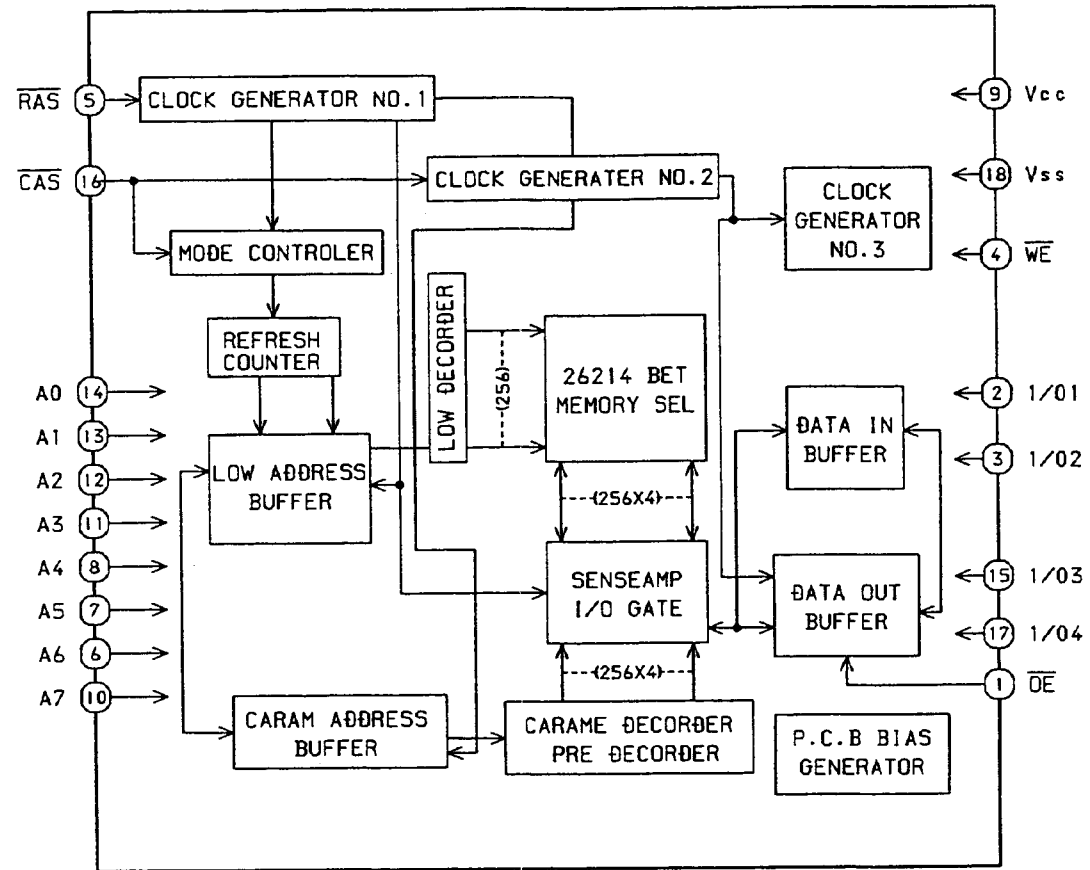 R̅A̅S̅ 5
CLOCK GENERATOR NO.1
9 Vcc
C̅A̅S̅ 16
CLOCK GENERATER NO.2
CLOCK
GENERATOR
NO.3
18 Vss
4 W̅E̅
MODE CONTROLER
REFRESH
COUNTER
LOW DECORDER
(256)
26214 BET
MEMORY SEL
A0 14
A1 13
A2 12
A3 11
A4 8
A5 7
A6 6
A7 10
LOW ADDRESS
BUFFER
(256X4)
SENSEAMP
I/O GATE
(256X4)
DATA IN
BUFFER
DATA OUT
BUFFER
2 1/01
3 1/02
15 1/03
17 1/04
1 O̅E̅
CARAM ADDRESS
BUFFER
CARAME DECORDER
PRE DECORDER
P.C.B BIAS
GENERATOR